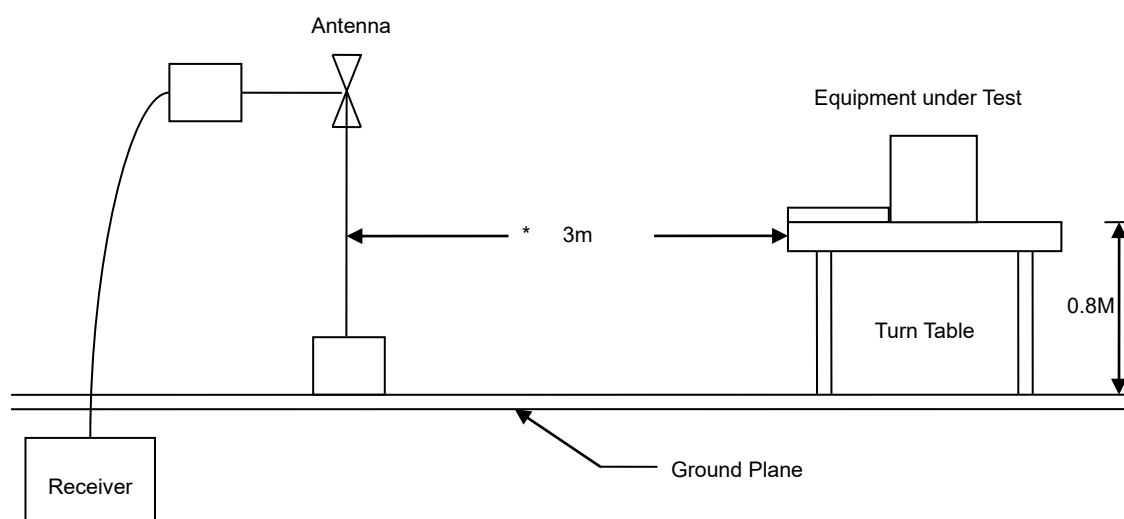 Antenna
Equipment under Test
* 3m
0.8M
Turn Table
Ground Plane
Receiver